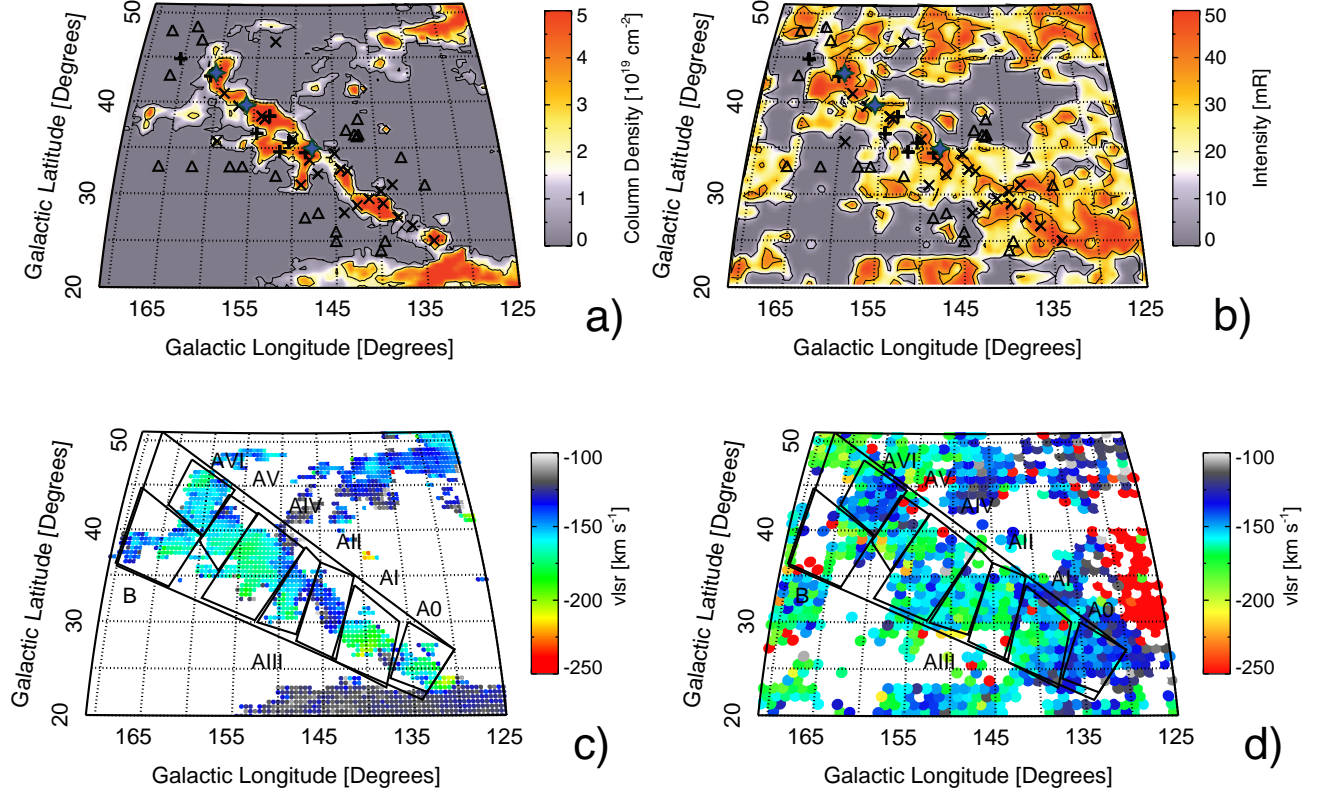 50
40
30
20
Galactic Latitude [Degrees]
165
155
145
135
125
Galactic Longitude [Degrees]
5
4
3
2
1
0
Column Density [10¹⁹ cm⁻²]
a)
50
40
30
20
Galactic Latitude [Degrees]
165
155
145
135
125
Galactic Longitude [Degrees]
50
40
30
20
10
0
Intensity [mR]
b)
50
40
30
20
Galactic Latitude [Degrees]
AVI
AV
AIV
AII
AI
A0
B
AIII
165
155
145
135
125
Galactic Longitude [Degrees]
-100
-150
-200
-250
vlsr [km s⁻¹]
c)
50
40
30
20
Galactic Latitude [Degrees]
AVI
AV
AIV
AII
AI
A0
B
AIII
165
155
145
135
125
Galactic Longitude [Degrees]
-100
-150
-200
-250
vlsr [km s⁻¹]
d)